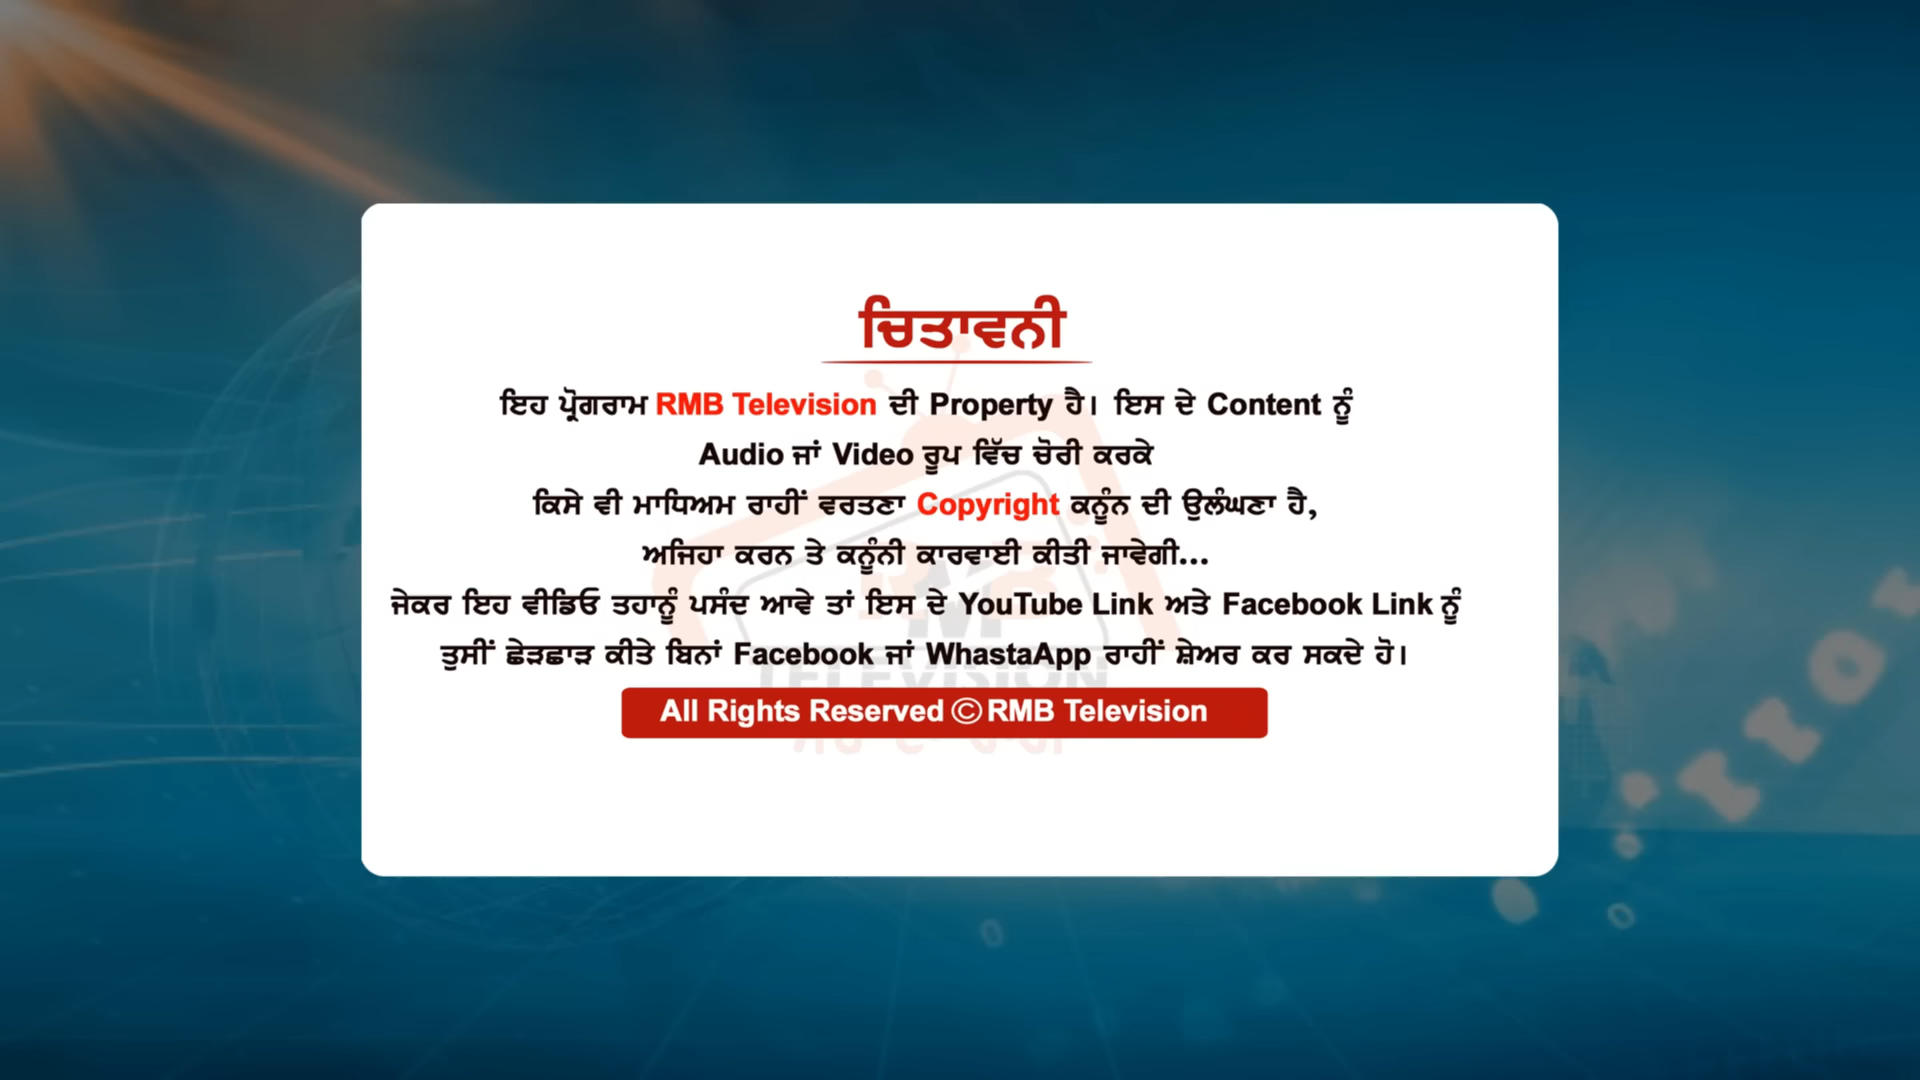 ਚਿਤਾਵਨੀ
ਇਹ ਪ੍ਰੋਗਰਾਮ RMB Television ਦੀ Property ਹੈ। ਇਸ ਦੇ Content ਨੂੰ
Audio ਜਾਂ Video ਰੂਪ ਵਿੱਚ ਚੋਰੀ ਕਰਕੇ
ਕਿਸੇ ਵੀ ਮਾਧਿਅਮ ਰਾਹੀਂ ਵਰਤਣਾ Copyright ਕਨੂੰਨ ਦੀ ਉਲੰਘਣਾ ਹੈ,
ਅਜਿਹਾ ਕਰਨ ਤੇ ਕਨੂੰਨੀ ਕਾਰਵਾਈ ਕੀਤੀ ਜਾਵੇਗੀ...
ਜੇਕਰ ਇਹ ਵੀਡਿਓ ਤਹਾਨੂੰ ਪਸੰਦ ਆਵੇ ਤਾਂ ਇਸ ਦੇ YouTube Link ਅਤੇ Facebook Link ਨੂੰ
ਤੁਸੀਂ ਛੇੜਛਾੜ ਕੀਤੇ ਬਿਨਾਂ Facebook ਜਾਂ WhastaApp ਰਾਹੀਂ ਸ਼ੇਅਰ ਕਰ ਸਕਦੇ ਹੋ।
TELEVISION
All Rights Reserved © RMB Television